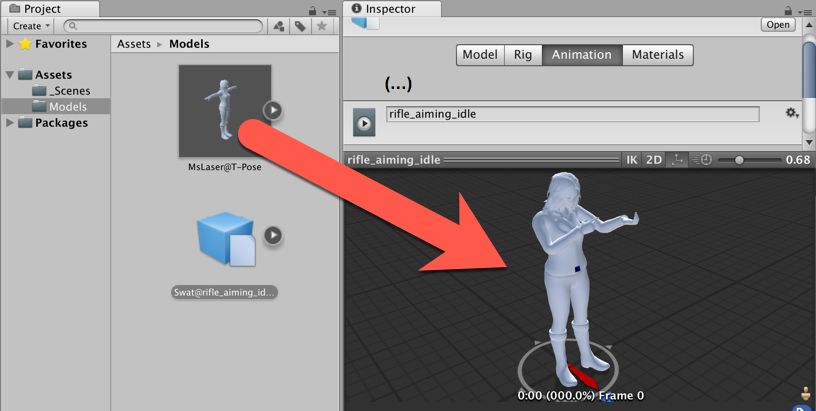 Project
Create
Favorites
Assets
_Scenes
Models
Packages
Assets ▸ Models
MsLaser@T-Pose
Swat@rifle_aiming_id...
Inspector
Open
Model Rig Animation Materials
(...)
rifle_aiming_idle
rifle_aiming_idle IK 2D 0.68
0:00 (000.0%) Frame 0